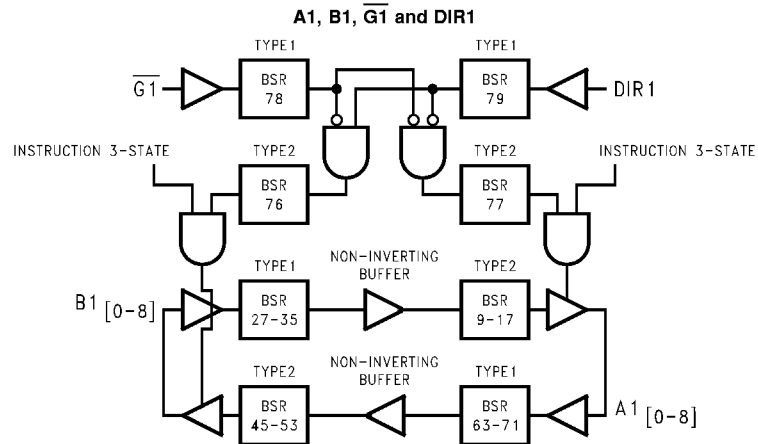 A1, B1, G1 and DIR1
TYPE1 TYPE1
G1 BSR 78 BSR 79 DIR1
INSTRUCTION 3-STATE TYPE2 TYPE2 INSTRUCTION 3-STATE
BSR 76 BSR 77
TYPE1 NON-INVERTING BUFFER TYPE2
B1 [0-8] BSR 27-35 BSR 9-17
TYPE2 NON-INVERTING BUFFER TYPE1
BSR 45-53 BSR 63-71 A1 [0-8]